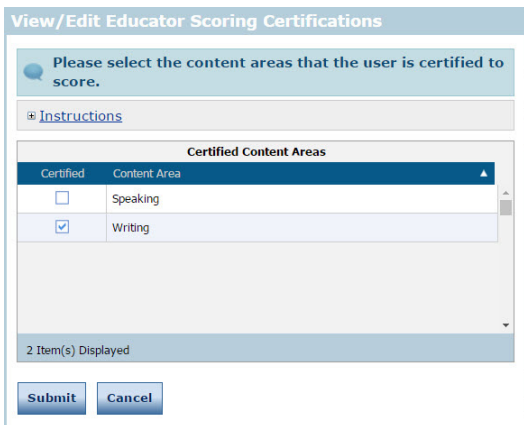 View/Edit Educator Scoring Certifications
Please select the content areas that the user is certified to
score.
Instructions
Certified Content Areas
Certified Content Area
Speaking
Writing
2 Item(s) Displayed
Submit Cancel